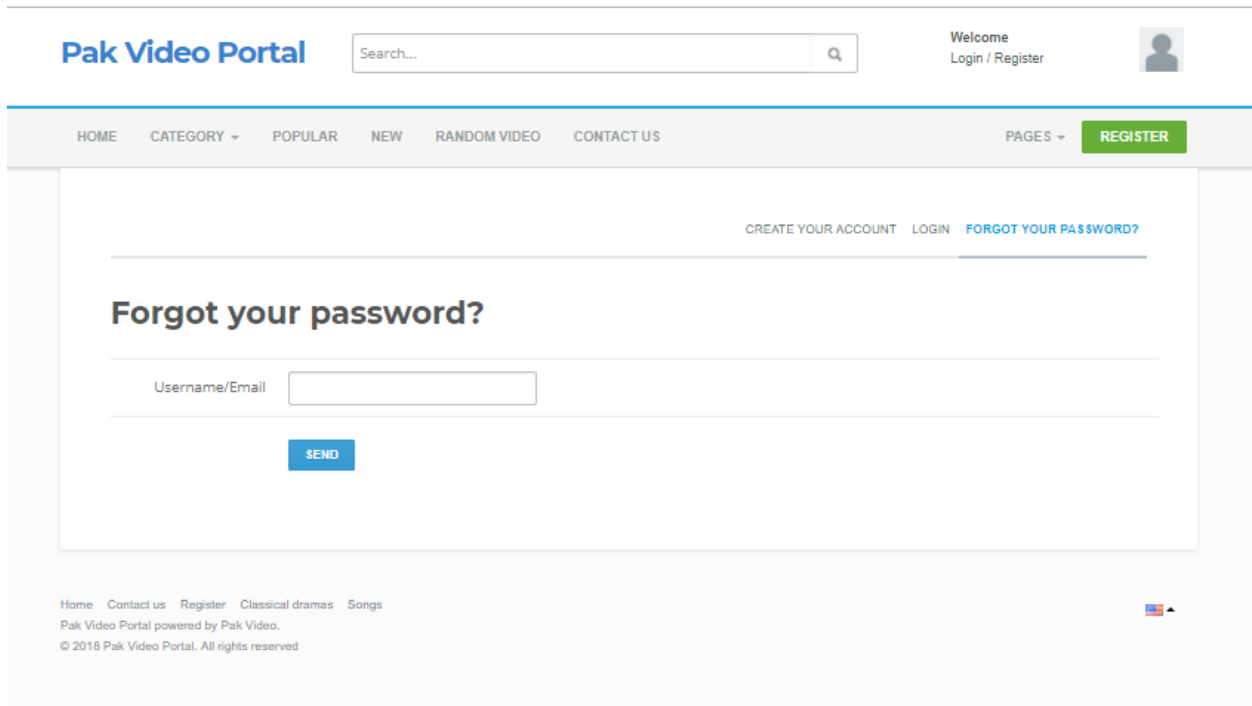 Pak Video Portal
Search...
Welcome
Login / Register
HOME CATEGORY POPULAR NEW RANDOM VIDEO CONTACT US PAGES REGISTER
CREATE YOUR ACCOUNT LOGIN FORGOT YOUR PASSWORD?
Forgot your password?
Username/Email
SEND
Home Contact us Register Classical dramas Songs
Pak Video Portal powered by Pak Video.
© 2018 Pak Video Portal. All rights reserved